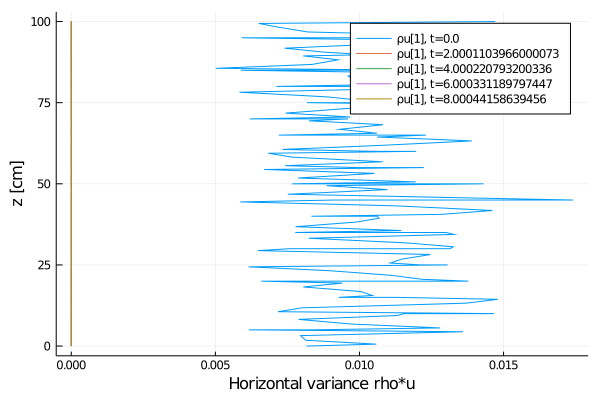 100
75
50
25
0
z [cm]
ρu[1], t=0.0
ρu[1], t=2.0001103966000073
ρu[1], t=4.000220793200336
ρu[1], t=6.000331189797447
ρu[1], t=8.00044158639456
0.000
0.005
0.010
0.015
Horizontal variance rho*u